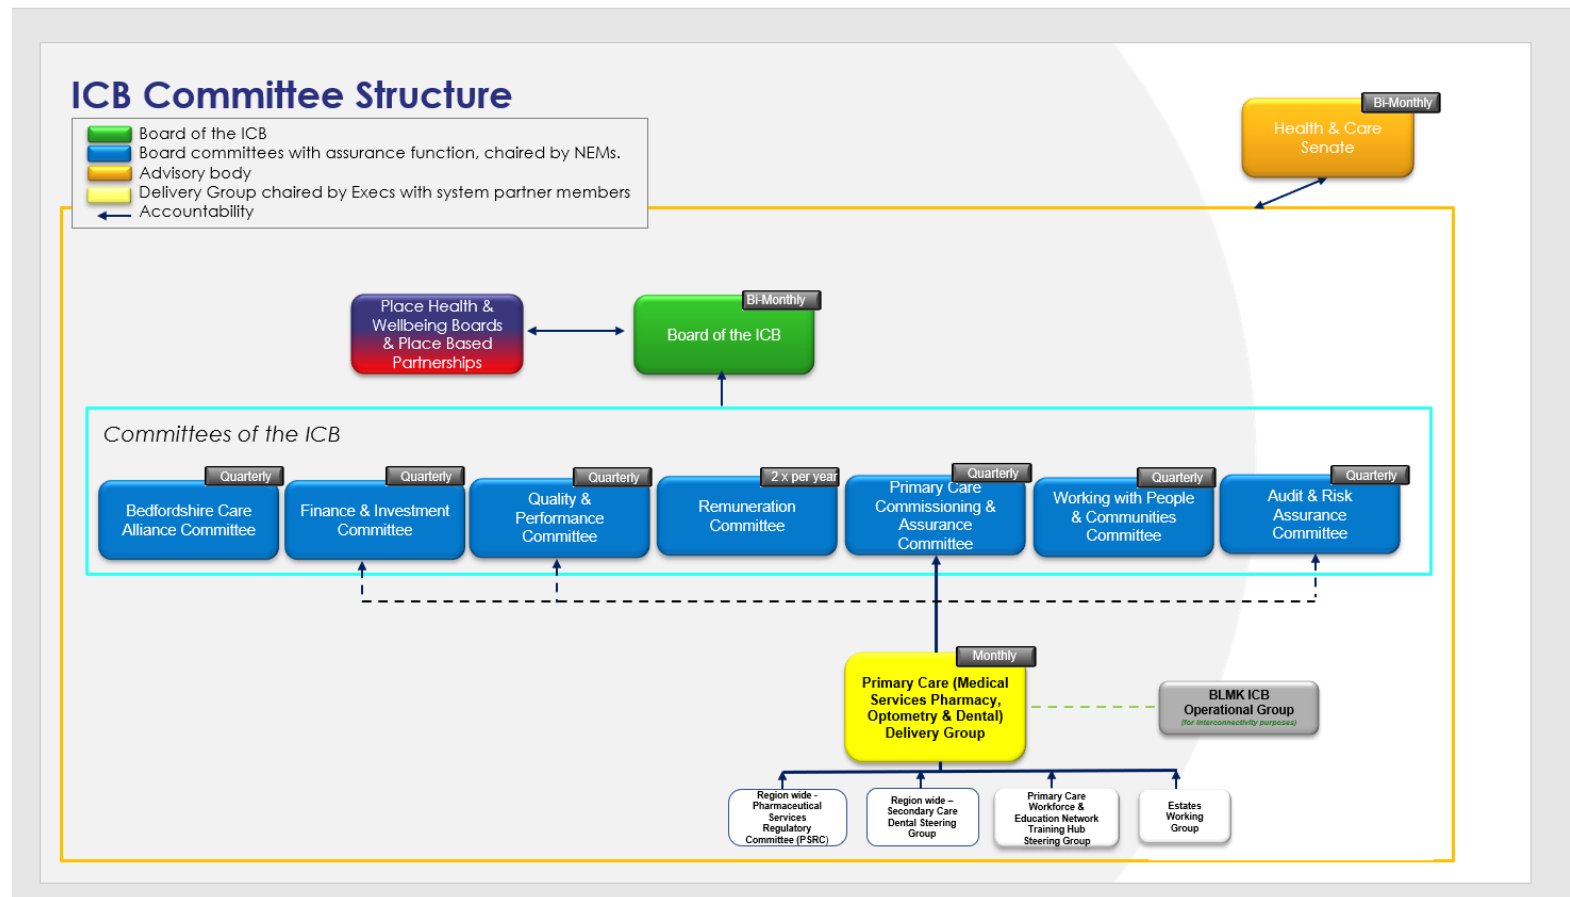 ICB Committee Structure
Board of the ICB
Board committees with assurance function, chaired by NEMs.
Advisory body
Delivery Group chaired by Execs with system partner members
Accountability
Bi-Monthly
Health & Care
Senate
Place Health &
Wellbeing Boards
& Place Based
Partnerships
Bi-Monthly
Board of the ICB
Committees of the ICB
Quarterly
Bedfordshire Care
Alliance Committee
Quarterly
Finance & Investment
Committee
Quarterly
Quality &
Performance
Committee
2 x per year
Remuneration
Committee
Quarterly
Primary Care
Commissioning &
Assurance
Committee
Quarterly
Working with People
& Communities
Committee
Quarterly
Audit & Risk
Assurance
Committee
Monthly
Primary Care (Medical
Services Pharmacy,
Optometry & Dental)
Delivery Group
BLMK ICB
Operational Group
(for interconnectivity purposes)
Region wide -
Pharmaceutical
Services
Regulatory
Committee (PSRC)
Region wide –
Secondary Care
Dental Steering
Group
Primary Care
Workforce &
Education Network
Training Hub
Steering Group
Estates
Working
Group